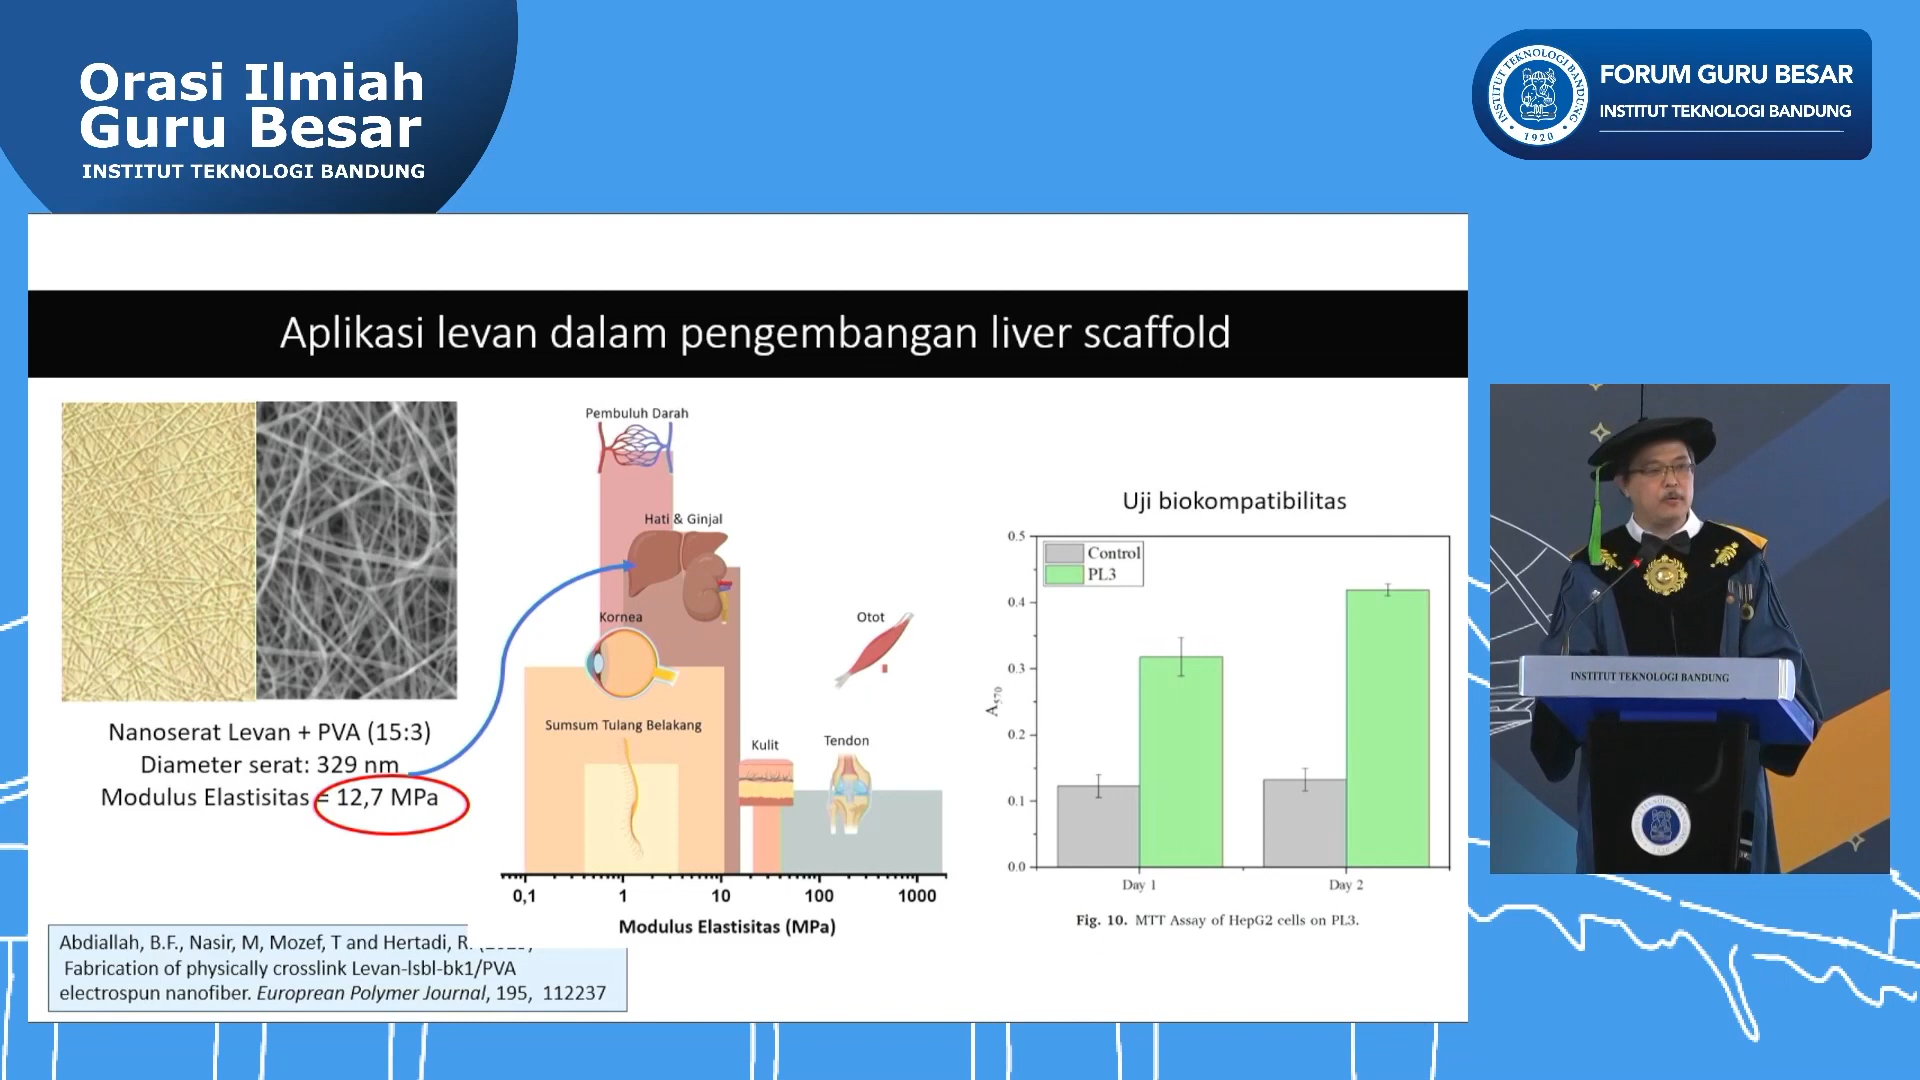 Orasi Ilmiah
Guru Besar
INSTITUT TEKNOLOGI BANDUNG
INSTITUT TEKNOLOGI BANDUNG
1920
FORUM GURU BESAR
INSTITUT TEKNOLOGI BANDUNG
Aplikasi levan dalam pengembangan liver scaffold
Nanoserat Levan + PVA (15:3)
Diameter serat: 329 nm
Modulus Elastisitas = 12,7 MPa
Pembuluh Darah
Hati & Ginjal
Kornea
Otot
Sumsum Tulang Belakang
Kulit
Tendon
0,1 1 10 100 1000
Modulus Elastisitas (MPa)
Uji biokompatibilitas
Control
PL3
0.5
0.4
0.3
0.2
0.1
0.0
A570
Day 1 Day 2
Fig. 10. MTT Assay of HepG2 cells on PL3.
Abdiallah, B.F., Nasir, M, Mozef, T and Hertadi, R.
Fabrication of physically crosslink Levan-lsbl-bk1/PVA
electrospun nanofiber. Europrean Polymer Journal, 195, 112237
INSTITUT TEKNOLOGI BANDUNG